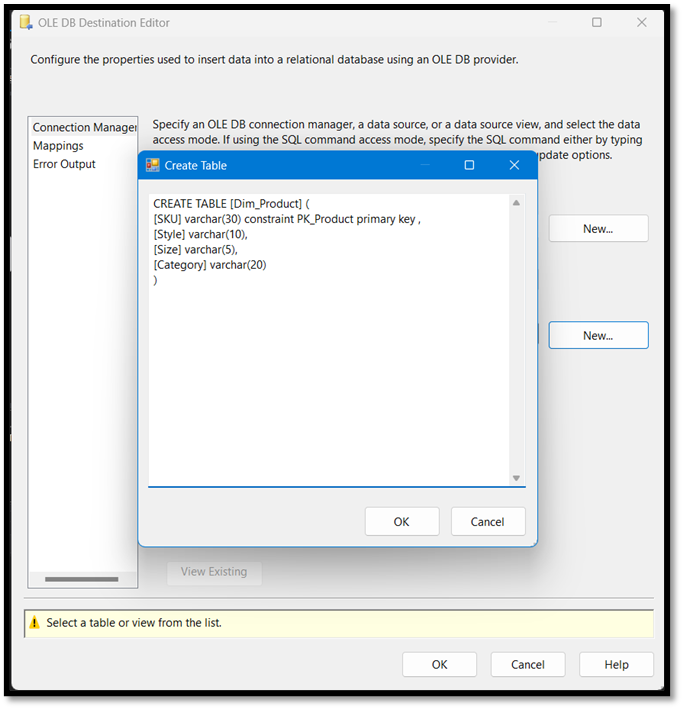 OLE DB Destination Editor
Configure the properties used to insert data into a relational database using an OLE DB provider.
Connection Manager
Mappings
Error Output
Specify an OLE DB connection manager, a data source, or a data source view, and select the data
access mode. If using the SQL command access mode, specify the SQL command either by typing
update options.
Create Table
CREATE TABLE [Dim_Product] (
[SKU] varchar(30) constraint PK_Product primary key ,
[Style] varchar(10),
[Size] varchar(5),
[Category] varchar(20)
)
New...
New...
OK
Cancel
View Existing
Select a table or view from the list.
OK
Cancel
Help